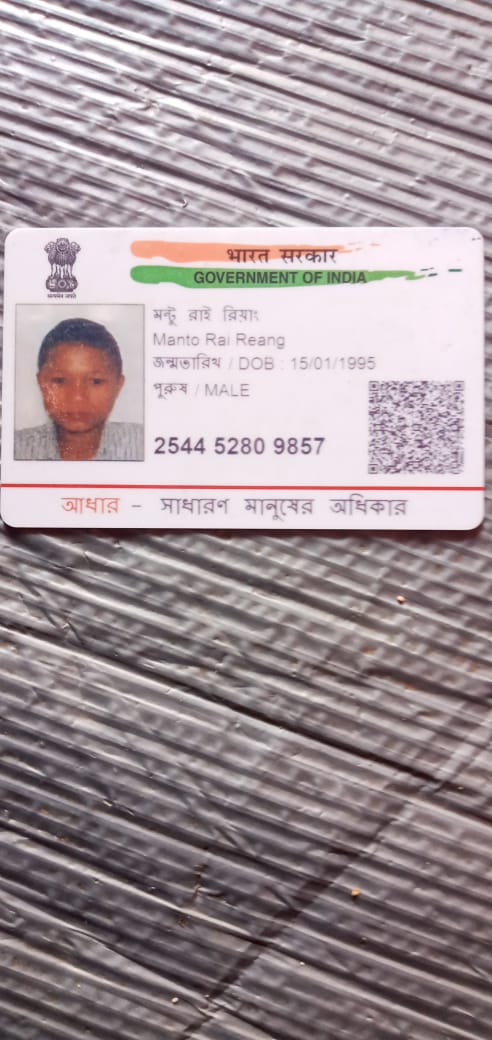 सत्यमेव जयते
भारत सरकार
GOVERNMENT OF INDIA
মন্টু রাই রিয়াং
Manto Rai Reang
জন্মতারিখ / DOB : 15/01/1995
পুরুষ / MALE
2544 5280 9857
আধার – সাধারণ মানুষের অধিকার